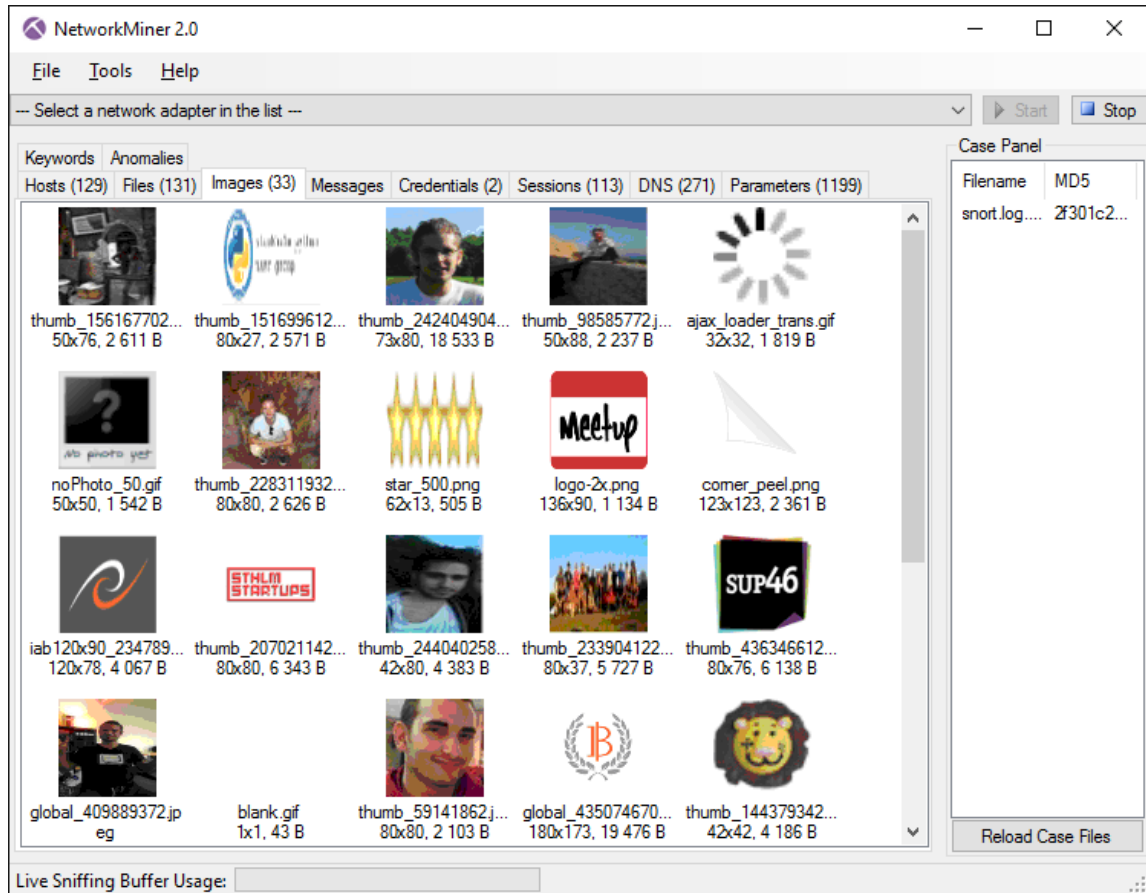 NetworkMiner 2.0
File Tools Help
--- Select a network adapter in the list ---
Start
Stop
Keywords Anomalies
Hosts (129) Files (131) Images (33) Messages Credentials (2) Sessions (113) DNS (271) Parameters (1199)
Case Panel
Filename MD5
snort.log.... 2f301c2...
stockholm python
user group
thumb_156167702... thumb_151699612... thumb_242404904... thumb_98585772.j... ajax_loader_trans.gif
50x76, 2 611 B 80x27, 2 571 B 73x80, 18 533 B 50x88, 2 237 B 32x32, 1 819 B
?
No photo yet
Meetup
noPhoto_50.gif thumb_228311932... star_500.png logo-2x.png corner_peel.png
50x50, 1 542 B 80x80, 2 626 B 62x13, 505 B 136x90, 1 134 B 123x123, 2 361 B
STHLM
STARTUPS
SUP46
iab120x90_234789... thumb_207021142... thumb_244040258... thumb_233904122... thumb_436346612...
120x78, 4 067 B 80x80, 6 343 B 42x80, 4 383 B 80x37, 5 727 B 80x76, 6 138 B
B
global_409889372.jp blank.gif thumb_59141862.j... global_435074670... thumb_144379342...
eg 1x1, 43 B 80x80, 2 103 B 180x173, 19 476 B 42x42, 4 186 B
Reload Case Files
Live Sniffing Buffer Usage: